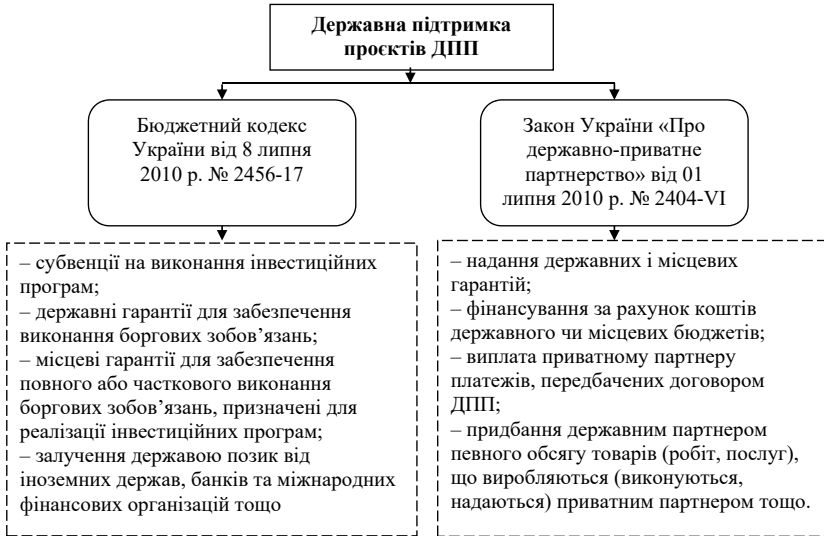 Державна підтримка
проєктів ДПП
Бюджетний кодекс
України від 8 липня
2010 р. № 2456-17
Закон України «Про
державно-приватне
партнерство» від 01
липня 2010 р. № 2404-VI
– субвенції на виконання інвестиційних
програм;
– державні гарантії для забезпечення
виконання боргових зобов’язань;
– місцеві гарантії для забезпечення
повного або часткового виконання
боргових зобов’язань, призначені для
реалізації інвестиційних програм;
– залучення державою позик від
іноземних держав, банків та міжнародних
фінансових організацій тощо
– надання державних і місцевих
гарантій;
– фінансування за рахунок коштів
державного чи місцевих бюджетів;
– виплата приватному партнеру
платежів, передбачених договором
ДПП;
– придбання державним партнером
певного обсягу товарів (робіт, послуг),
що виробляються (виконуються,
надаються) приватним партнером тощо.